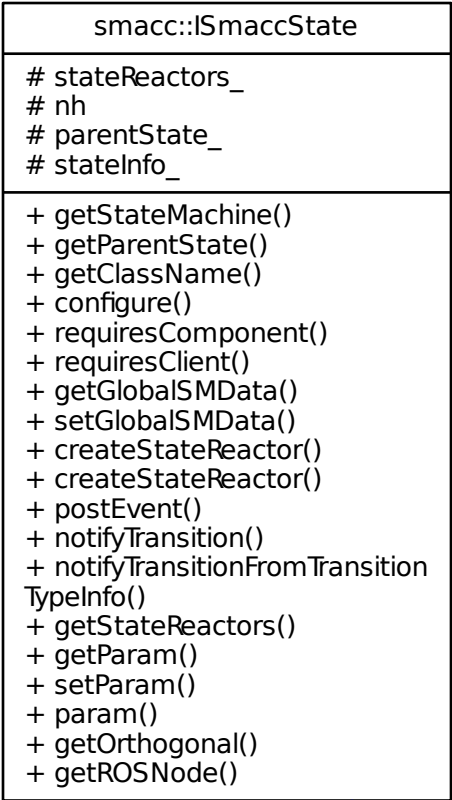 smacc::ISmaccState
# stateReactors_
# nh
# parentState_
# stateInfo_
+ getStateMachine()
+ getParentState()
+ getClassName()
+ configure()
+ requiresComponent()
+ requiresClient()
+ getGlobalSMData()
+ setGlobalSMData()
+ createStateReactor()
+ createStateReactor()
+ postEvent()
+ notifyTransition()
+ notifyTransitionFromTransition
TypeInfo()
+ getStateReactors()
+ getParam()
+ setParam()
+ param()
+ getOrthogonal()
+ getROSNode()